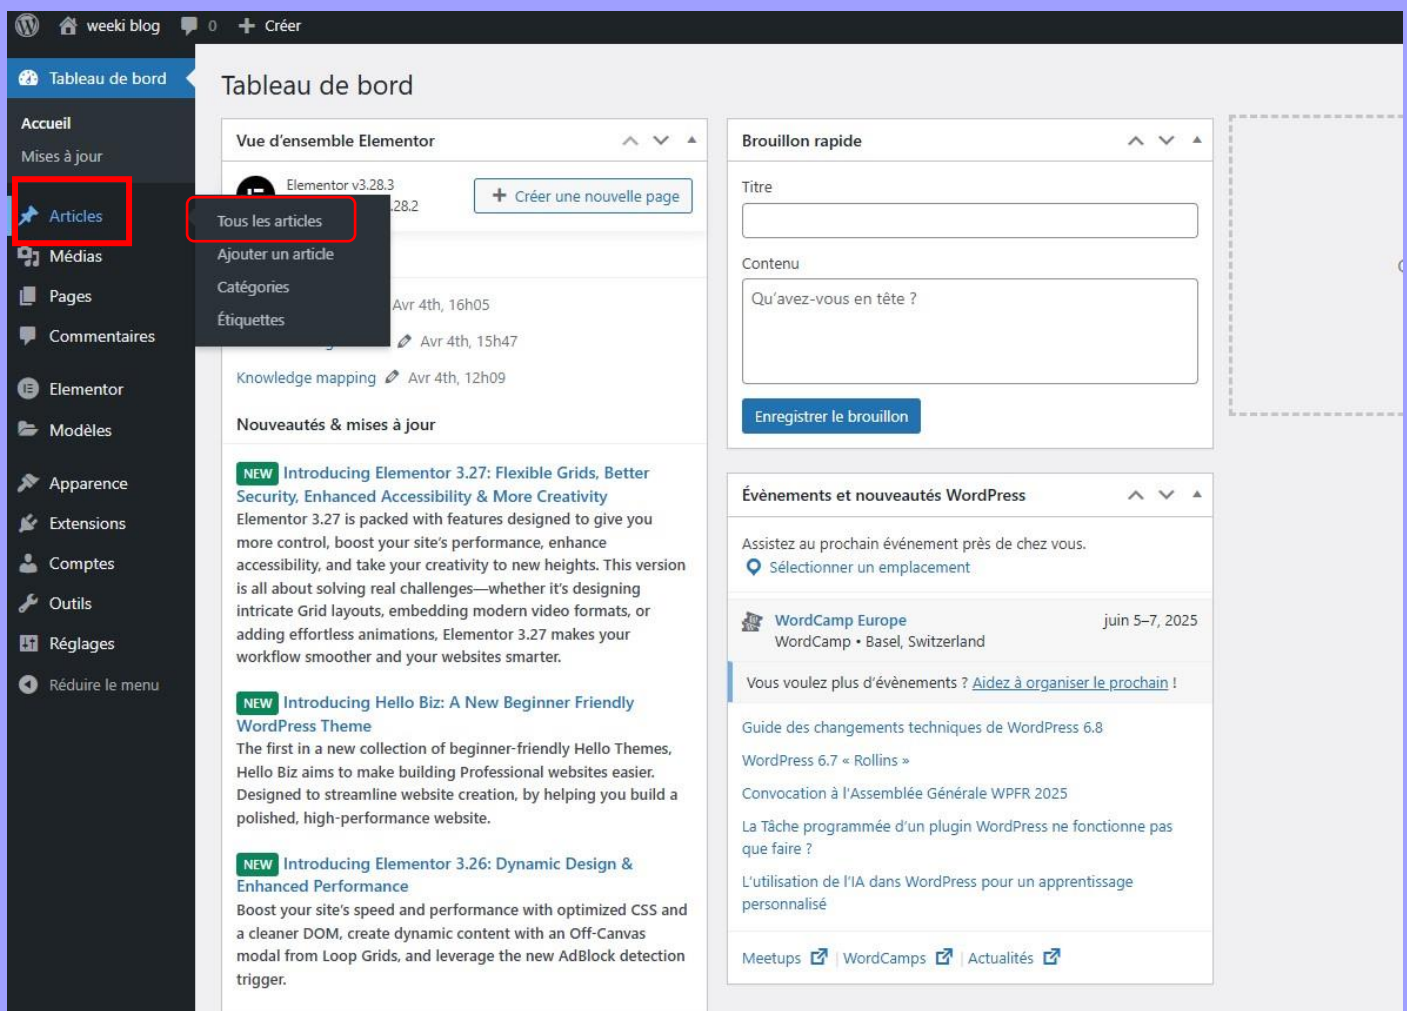 weeki blog 0 + Créer
Tableau de bord
Accueil
Mises à jour
Articles
Médias
Pages
Commentaires
Elementor
Modèles
Apparence
Extensions
Comptes
Outils
Réglages
Réduire le menu
Tous les articles
Ajouter un article
Catégories
Étiquettes
Tableau de bord
Vue d’ensemble Elementor
Elementor v3.28.3
28.2
+ Créer une nouvelle page
Avr 4th, 16h05
Avr 4th, 15h47
Knowledge mapping Avr 4th, 12h09
Nouveautés & mises à jour
NEW Introducing Elementor 3.27: Flexible Grids, Better
Security, Enhanced Accessibility & More Creativity
Elementor 3.27 is packed with features designed to give you
more control, boost your site’s performance, enhance
accessibility, and take your creativity to new heights. This version
is all about solving real challenges—whether it’s designing
intricate Grid layouts, embedding modern video formats, or
adding effortless animations, Elementor 3.27 makes your
workflow smoother and your websites smarter.
NEW Introducing Hello Biz: A New Beginner Friendly
WordPress Theme
The first in a new collection of beginner-friendly Hello Themes,
Hello Biz aims to make building Professional websites easier.
Designed to streamline website creation, by helping you build a
polished, high-performance website.
NEW Introducing Elementor 3.26: Dynamic Design &
Enhanced Performance
Boost your site’s speed and performance with optimized CSS and
a cleaner DOM, create dynamic content with an Off-Canvas
modal from Loop Grids, and leverage the new AdBlock detection
trigger.
Brouillon rapide
Titre
Contenu
Qu’avez-vous en tête ?
Enregistrer le brouillon
Évènements et nouveautés WordPress
Assistez au prochain événement près de chez vous.
Sélectionner un emplacement
WordCamp Europe juin 5–7, 2025
WordCamp • Basel, Switzerland
Vous voulez plus d’évènements ? Aidez à organiser le prochain !
Guide des changements techniques de WordPress 6.8
WordPress 6.7 « Rollins »
Convocation à l’Assemblée Générale WPFR 2025
La Tâche programmée d’un plugin WordPress ne fonctionne pas
que faire ?
L’utilisation de l’IA dans WordPress pour un apprentissage
personnalisé
Meetups | WordCamps | Actualités